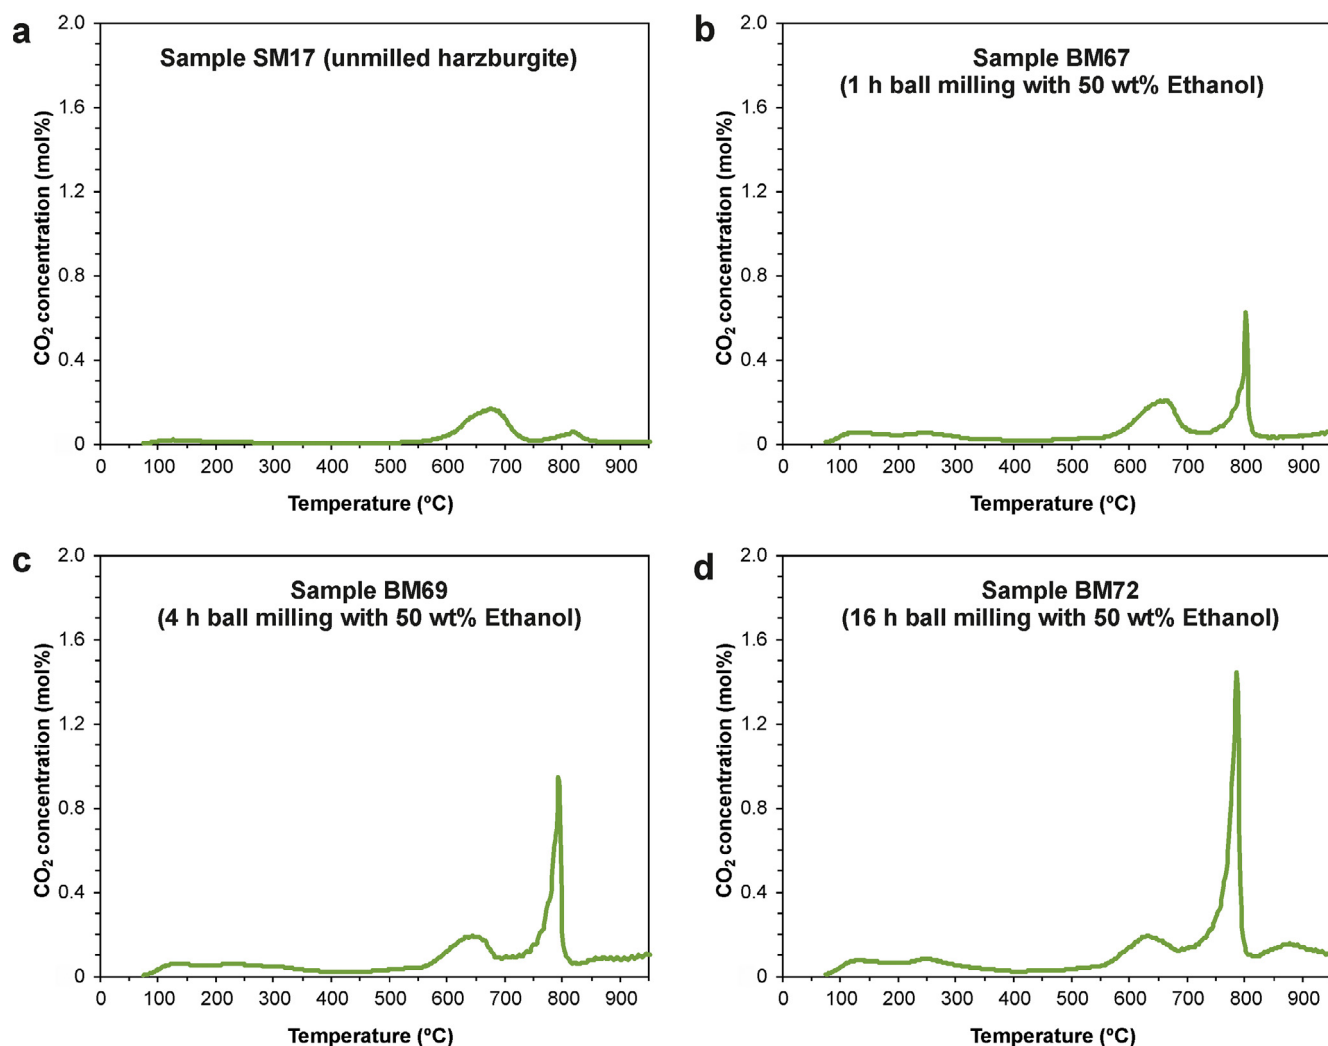 a
Sample SM17 (unmilled harzburgite)
CO₂ concentration (mol%)
2.0
1.6
1.2
0.8
0.4
0
0 100 200 300 400 500 600 700 800 900
Temperature (ºC)
b
Sample BM67
(1 h ball milling with 50 wt% Ethanol)
CO₂ concentration (mol%)
2.0
1.6
1.2
0.8
0.4
0
0 100 200 300 400 500 600 700 800 900
Temperature (ºC)
c
Sample BM69
(4 h ball milling with 50 wt% Ethanol)
CO₂ concentration (mol%)
2.0
1.6
1.2
0.8
0.4
0
0 100 200 300 400 500 600 700 800 900
Temperature (ºC)
d
Sample BM72
(16 h ball milling with 50 wt% Ethanol)
CO₂ concentration (mol%)
2.0
1.6
1.2
0.8
0.4
0
0 100 200 300 400 500 600 700 800 900
Temperature (ºC)